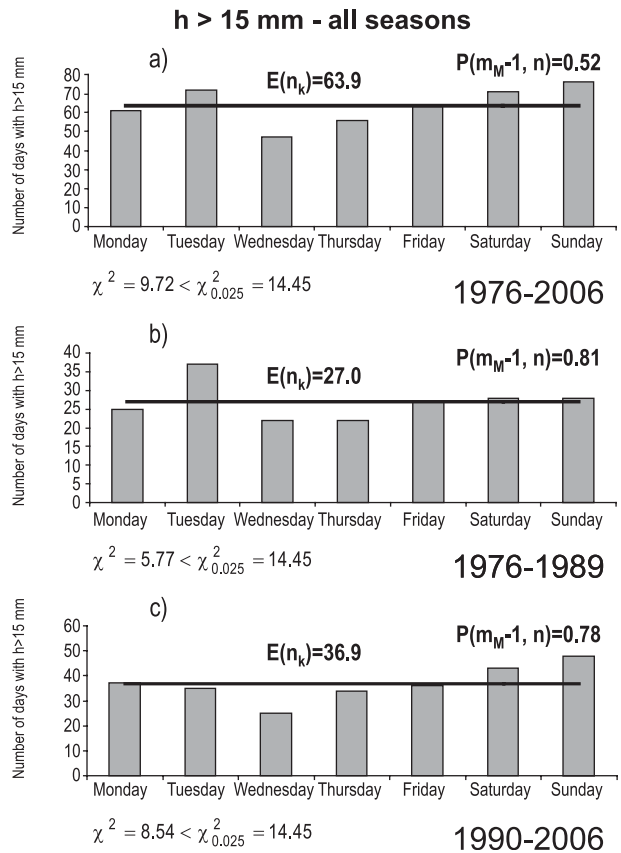 h > 15 mm - all seasons
a)
E(nₖ)=63.9
P(m_M-1, n)=0.52
Number of days with h>15 mm
80
70
60
50
40
30
20
10
0
Monday Tuesday Wednesday Thursday Friday Saturday Sunday
χ² = 9.72 < χ²₀.₀₂₅ = 14.45
1976-2006
b)
E(nₖ)=27.0
P(m_M-1, n)=0.81
Number of days with h>15 mm
40
35
30
25
20
15
10
5
0
Monday Tuesday Wednesday Thursday Friday Saturday Sunday
χ² = 5.77 < χ²₀.₀₂₅ = 14.45
1976-1989
c)
E(nₖ)=36.9
P(m_M-1, n)=0.78
Number of days with h>15 mm
60
50
40
30
20
10
0
Monday Tuesday Wednesday Thursday Friday Saturday Sunday
χ² = 8.54 < χ²₀.₀₂₅ = 14.45
1990-2006